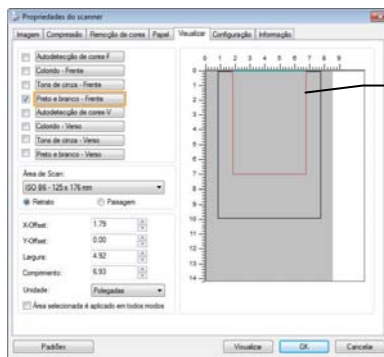 Propriedades do scanner
Imagem Compressão Remoção de cores Papel Visualizar Configuração Informação
Autodetecção de cores F
Colorido - Frente
Tons de cinza - Frente
Preto e branco - Frente
Autodetecção de cores V
Colorido - Verso
Tons de cinza - Verso
Preto e branco - Verso
Área de Scan:
ISO B6 - 125 x 176 mm
Retrato Paisagem
X-Offset: 1.79
Y-Offset: 0.00
Largura: 4.92
Comprimento: 6.93
Unidade: Polegadas
Área selecionada é aplicado em todos modos
0 1 2 3 4 5 6 7 8 9
0
1
2
3
4
5
6
7
8
9
10
11
12
13
14
Padrões Visualizar OK Cancelar